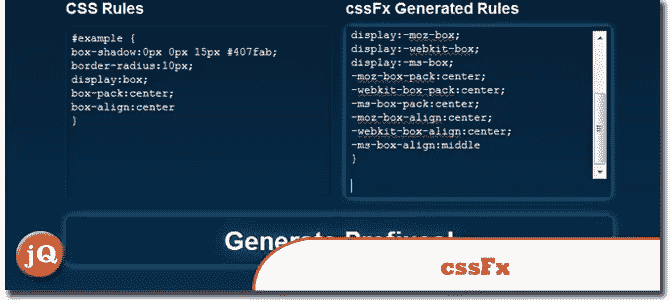 CSS Rules
#example {
box-shadow:0px 0px 15px #407fab;
border-radius:10px;
display:box;
box-pack:center;
box-align:center
}
cssFx Generated Rules
display:-moz-box;
display:-webkit-box;
display:-ms-box;
-moz-box-pack:center;
-webkit-box-pack:center;
-ms-box-pack:center;
-moz-box-align:center;
-webkit-box-align:center;
-ms-box-align:middle
}
Generate Prefixes!
jQ
cssFx